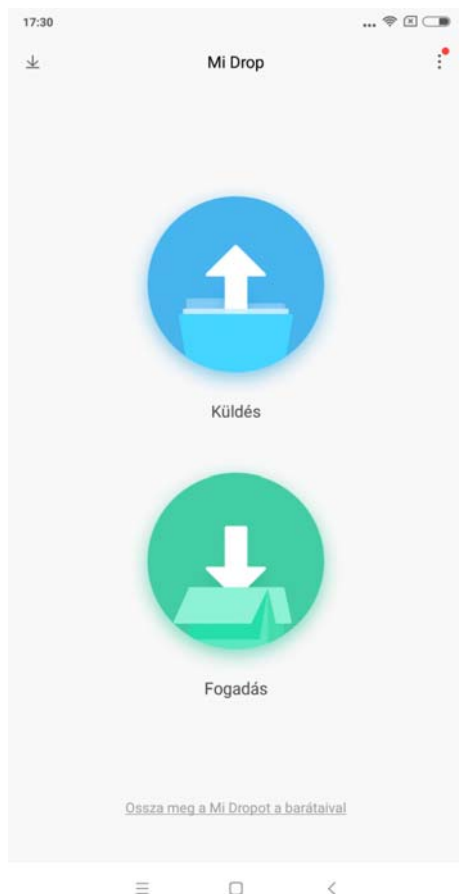 17:30
Mi Drop
Küldés
Fogadás
Ossza meg a Mi Dropot a barátaival